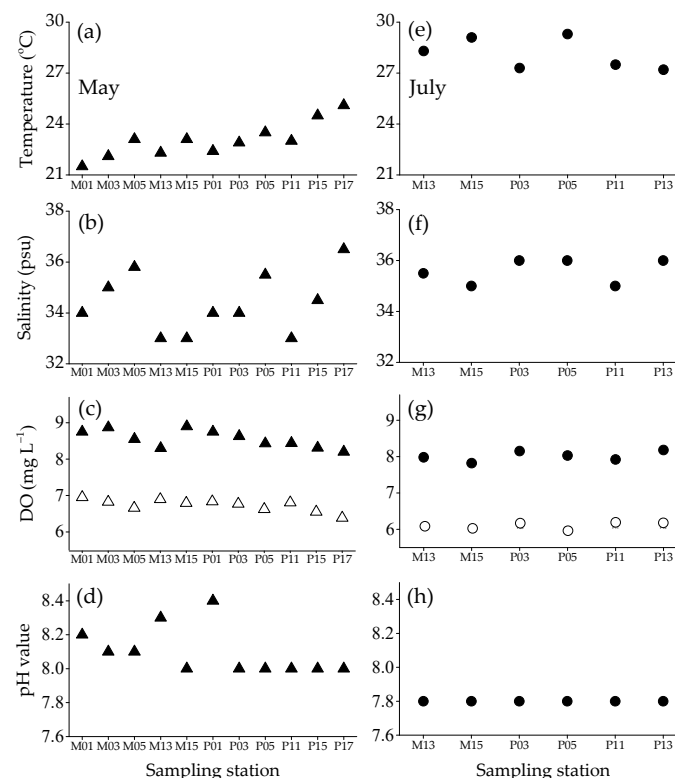 (a)
May
Temperature (°C)
30
27
24
21
M01 M03 M05 M13 M15 P01 P03 P05 P11 P15 P17
(e)
July
30
27
24
21
M13 M15 P03 P05 P11 P13
(b)
Salinity (psu)
38
36
34
32
M01 M03 M05 M13 M15 P01 P03 P05 P11 P15 P17
(f)
38
36
34
32
M13 M15 P03 P05 P11 P13
(c)
DO (mg L⁻¹)
9
8
7
6
M01 M03 M05 M13 M15 P01 P03 P05 P11 P15 P17
(g)
9
8
7
6
M13 M15 P03 P05 P11 P13
(d)
pH value
8.4
8.2
8.0
7.8
7.6
M01 M03 M05 M13 M15 P01 P03 P05 P11 P15 P17
Sampling station
(h)
8.4
8.2
8.0
7.8
7.6
M13 M15 P03 P05 P11 P13
Sampling station